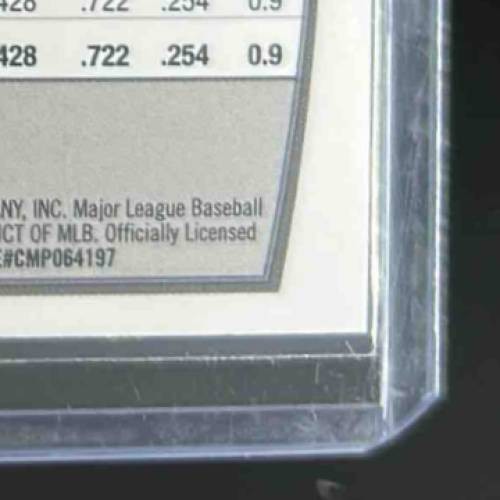 428 .722 .254 0.9
428 .722 .254 0.9
NY, INC. Major League Baseball
CT OF MLB. Officially Licensed
#CMP064197